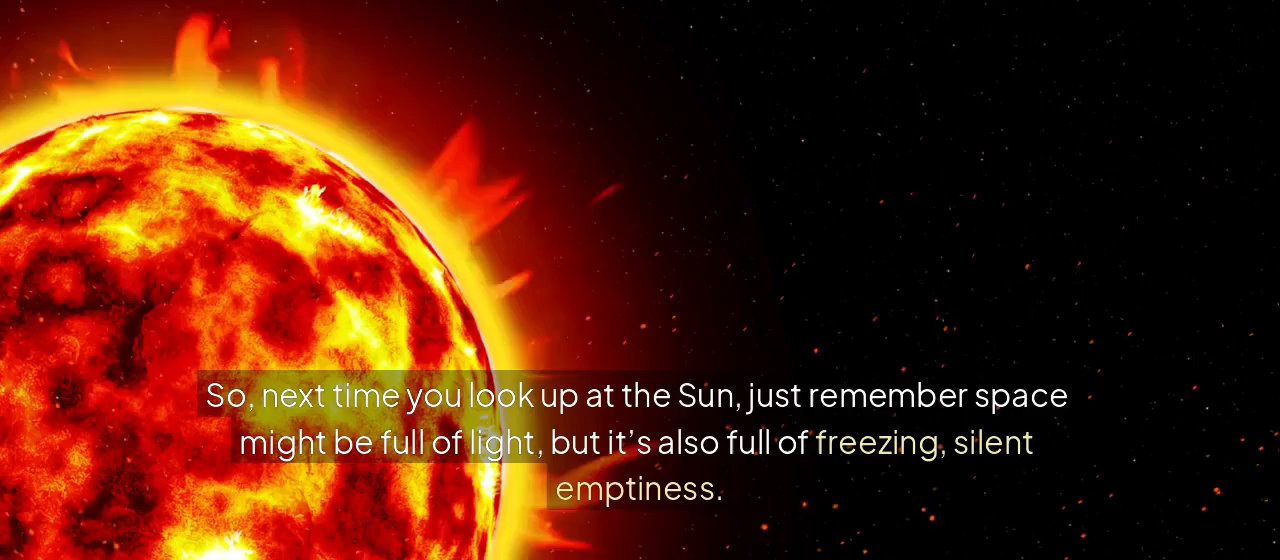 So, next time you look up at the Sun, just remember space
might be full of light, but it’s also full of freezing, silent
emptiness.